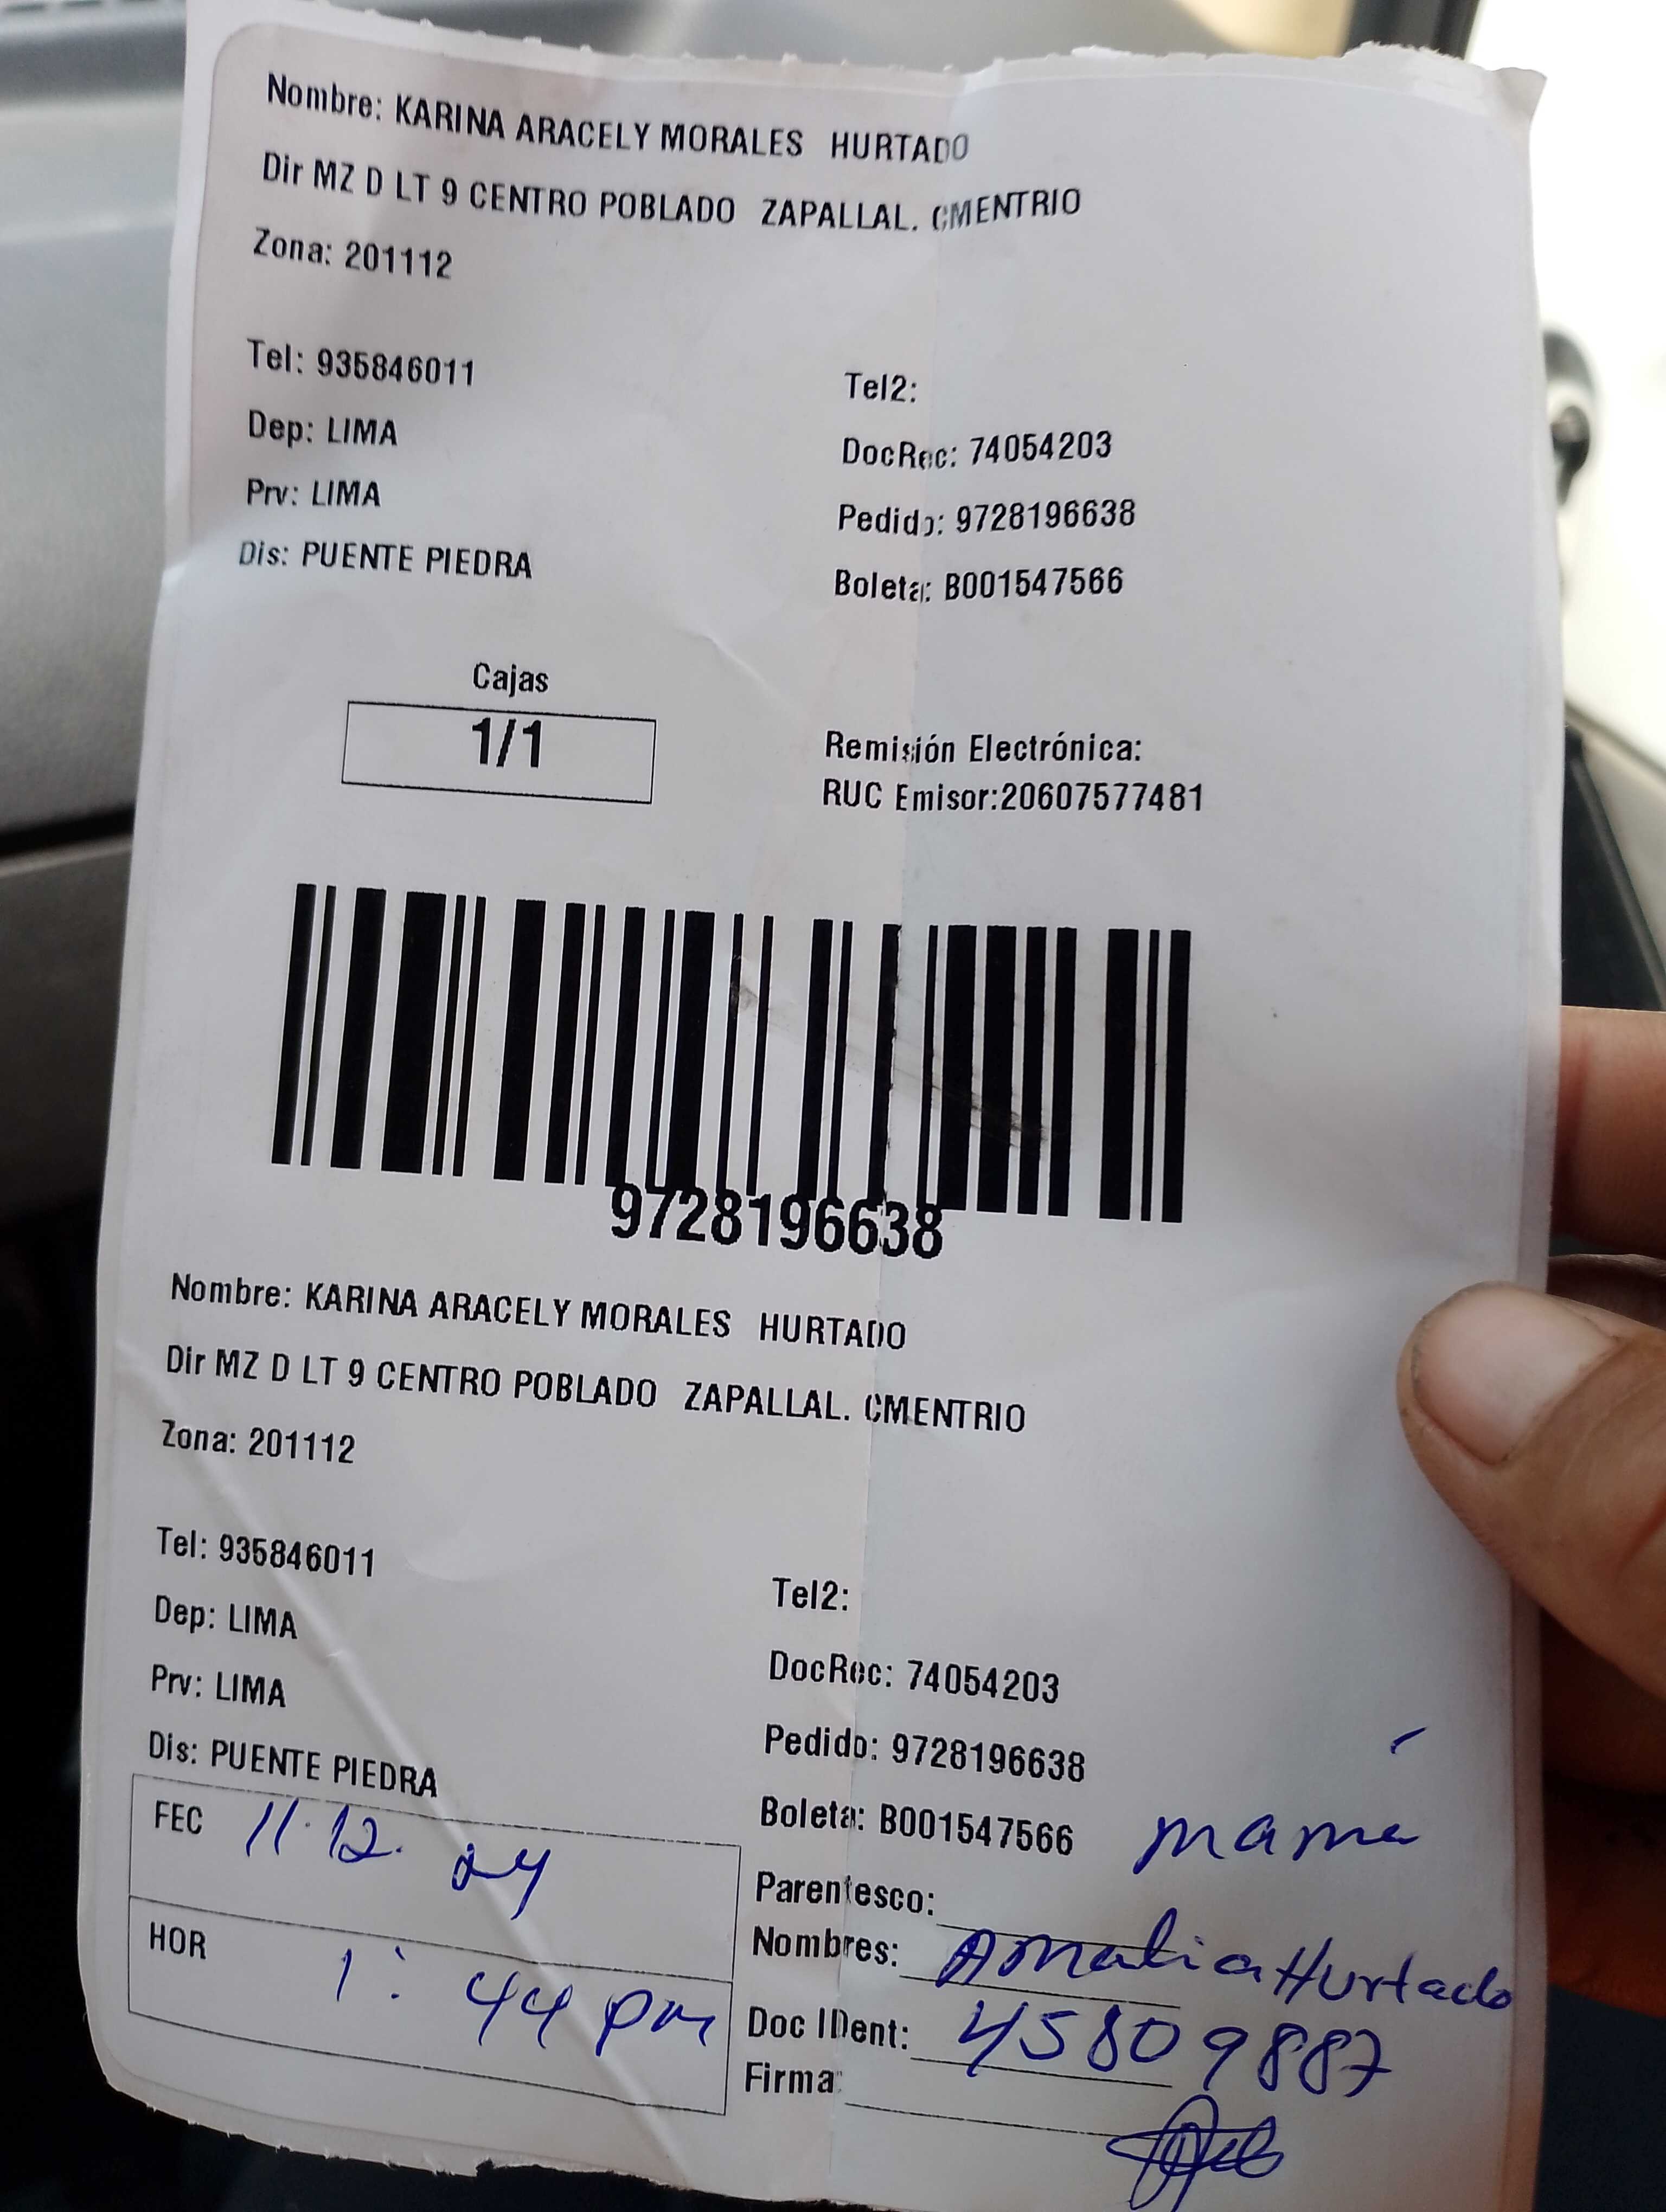 Nombre: KARINA ARACELY MORALES HURTADO
Dir MZ D LT 9 CENTRO POBLADO ZAPALLAL. CMENTRIO
Zona: 201112
Tel: 935846011
Tel2:
Dep: LIMA
DocRec: 74054203
Prv: LIMA
Pedido: 9728196638
Dis: PUENTE PIEDRA
Boleta: B001547566
Cajas
1/1
Remisión Electrónica:
RUC Emisor:20607577481
9728196638
Nombre: KARINA ARACELY MORALES HURTADO
Dir MZ D LT 9 CENTRO POBLADO ZAPALLAL. CMENTRIO
Zona: 201112
Tel: 935846011
Tel2:
Dep: LIMA
DocRec: 74054203
Prv: LIMA
Pedido: 9728196638
Dis: PUENTE PIEDRA
Boleta: B001547566
FEC 11.12.24
HOR 1:44 pm
Parentesco: mamá
Nombres: Amalia Hurtado
Doc IDent: 45809887
Firma: